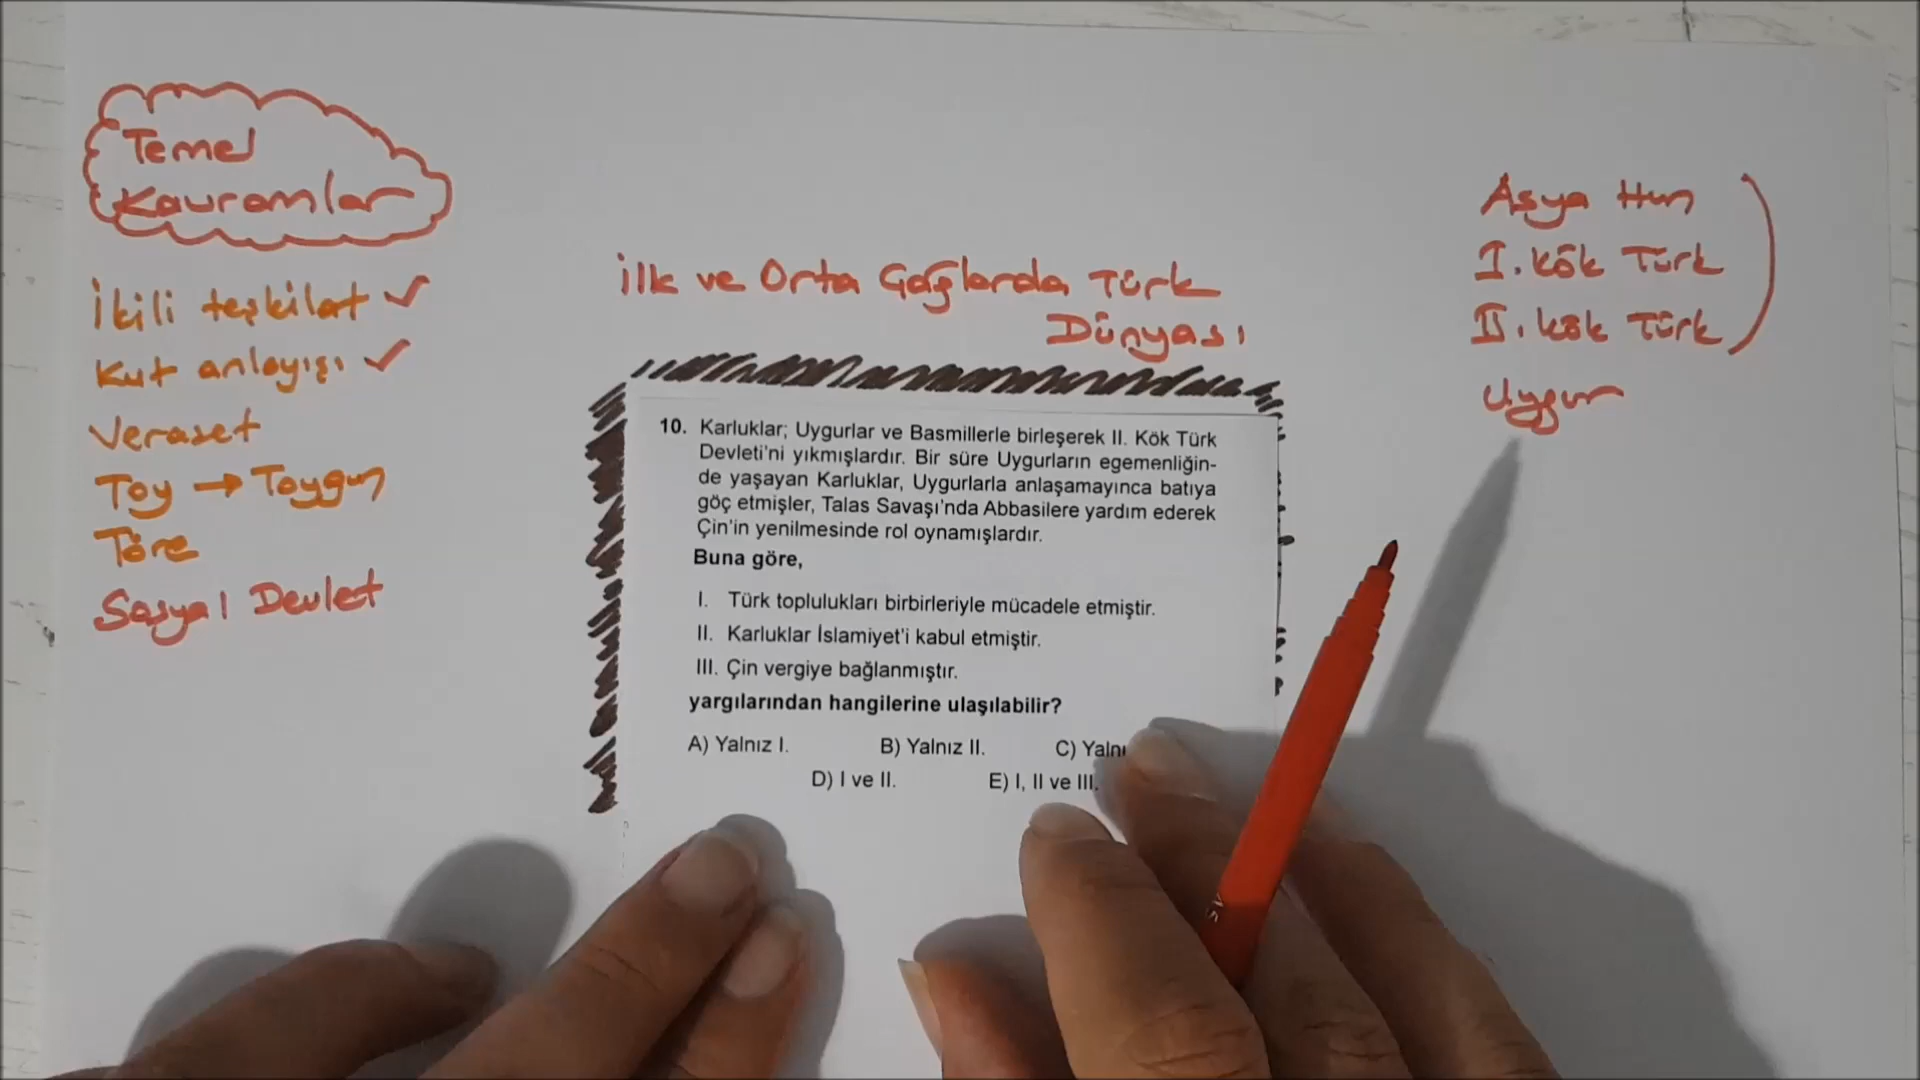 Temel
Kavramlar
İkili teşkilat ✓
Kut anlayışı ✓
Veraset
Toy → Toygun
Töre
Sosyal Devlet
İlk ve Orta Çağlarda Türk
Dünyası
Asya Hun
I. Kök Türk
II. Kök Türk
Uygur
10. Karluklar; Uygurlar ve Basmillerle birleşerek II. Kök Türk
Devleti'ni yıkmışlardır. Bir süre Uygurların egemenliğin-
de yaşayan Karluklar, Uygurlarla anlaşamayınca batıya
göç etmişler, Talas Savaşı'nda Abbasilere yardım ederek
Çin'in yenilmesinde rol oynamışlardır.
Buna göre,
I. Türk toplulukları birbirleriyle mücadele etmiştir.
II. Karluklar İslamiyet'i kabul etmiştir.
III. Çin vergiye bağlanmıştır.
yargılarından hangilerine ulaşılabilir?
A) Yalnız I. B) Yalnız II. C)
D) I ve II. E) I, II ve III.